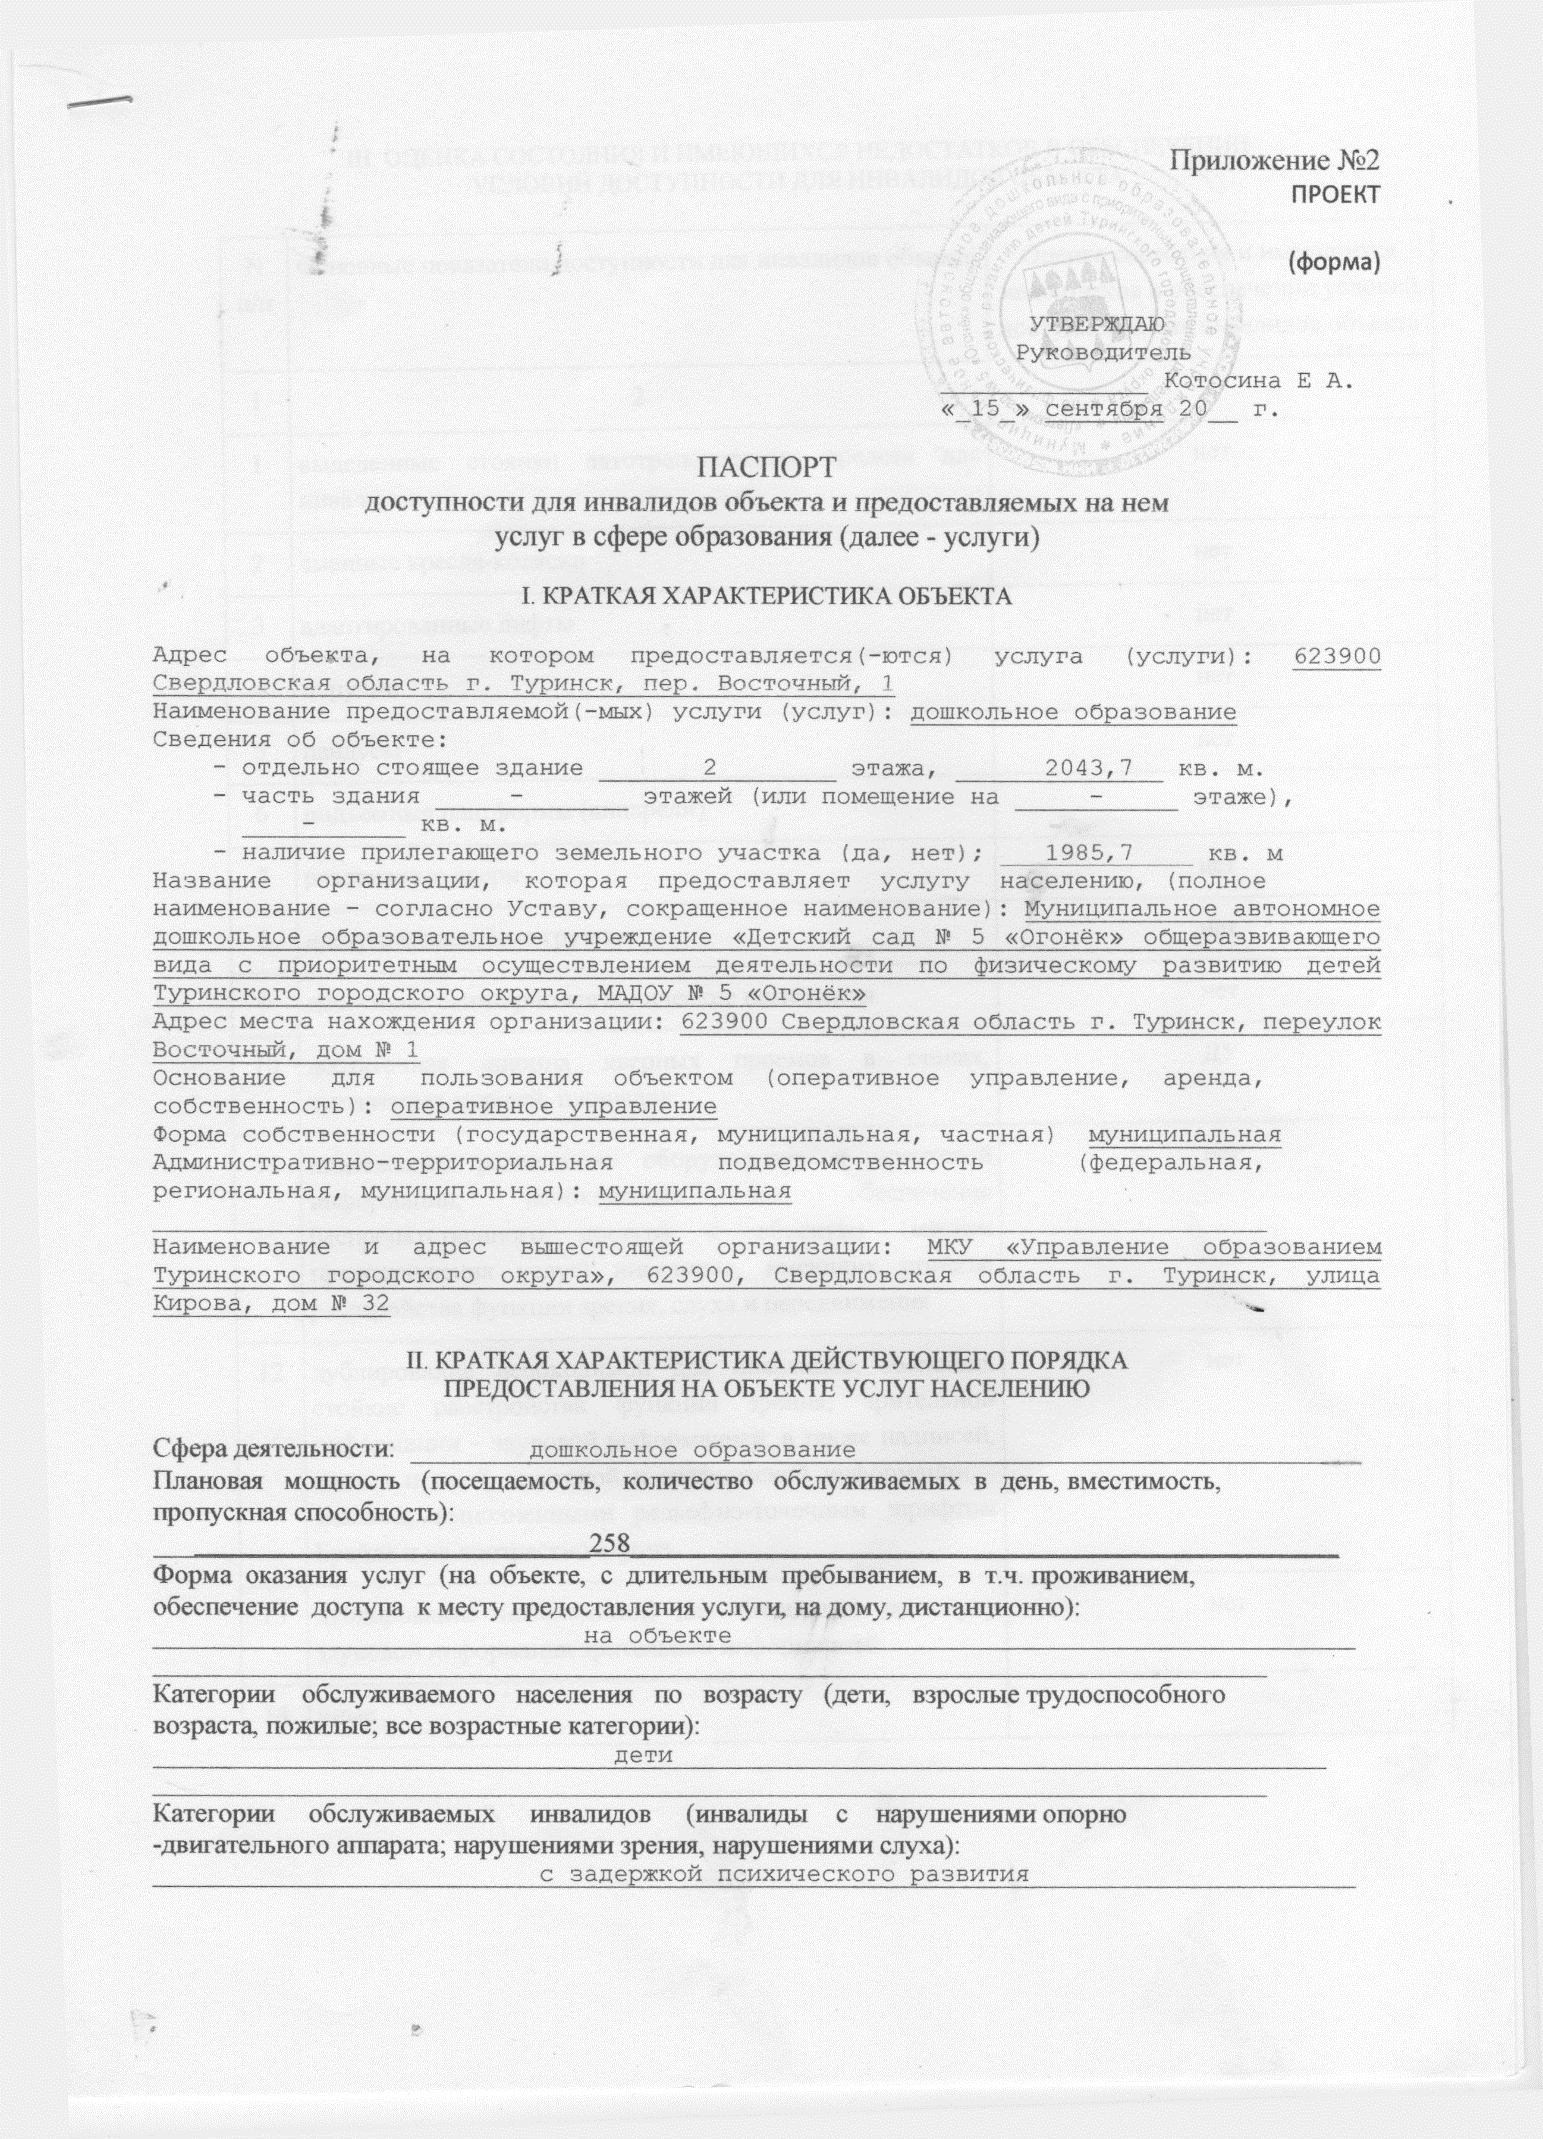 Приложение №2
ПРОЕКТ
(форма)
УТВЕРЖДАЮ
Руководитель
______________ Котосина Е А.
«_15_» сентября 20__ г.
ПАСПОРТ
доступности для инвалидов объекта и предоставляемых на нем
услуг в сфере образования (далее - услуги)
I. КРАТКАЯ ХАРАКТЕРИСТИКА ОБЪЕКТА
Адрес объекта, на котором предоставляется(-ются) услуга (услуги): 623900
Свердловская область г. Туринск, пер. Восточный, 1
Наименование предоставляемой(-мых) услуги (услуг): дошкольное образование
Сведения об объекте:
- отдельно стоящее здание 2 этажа, 2043,7 кв. м.
- часть здания - этажей (или помещение на - этаже),
- кв. м.
- наличие прилегающего земельного участка (да, нет); 1985,7 кв. м
Название организации, которая предоставляет услугу населению, (полное
наименование – согласно Уставу, сокращенное наименование): Муниципальное автономное
дошкольное образовательное учреждение «Детский сад № 5 «Огонёк» общеразвивающего
вида с приоритетным осуществлением деятельности по физическому развитию детей
Туринского городского округа, МАДОУ № 5 «Огонёк»
Адрес места нахождения организации: 623900 Свердловская область г. Туринск, переулок
Восточный, дом № 1
Основание для пользования объектом (оперативное управление, аренда,
собственность): оперативное управление
Форма собственности (государственная, муниципальная, частная) муниципальная
Административно-территориальная подведомственность (федеральная,
региональная, муниципальная): муниципальная
Наименование и адрес вышестоящей организации: МКУ «Управление образованием
Туринского городского округа», 623900, Свердловская область г. Туринск, улица
Кирова, дом № 32
II. КРАТКАЯ ХАРАКТЕРИСТИКА ДЕЙСТВУЮЩЕГО ПОРЯДКА
ПРЕДОСТАВЛЕНИЯ НА ОБЪЕКТЕ УСЛУГ НАСЕЛЕНИЮ
Сфера деятельности: дошкольное образование
Плановая мощность (посещаемость, количество обслуживаемых в день, вместимость,
пропускная способность):
258
Форма оказания услуг (на объекте, с длительным пребыванием, в т.ч. проживанием,
обеспечение доступа к месту предоставления услуги, на дому, дистанционно):
на объекте
Категории обслуживаемого населения по возрасту (дети, взрослые трудоспособного
возраста, пожилые; все возрастные категории):
дети
Категории обслуживаемых инвалидов (инвалиды с нарушениями опорно
-двигательного аппарата; нарушениями зрения, нарушениями слуха):
с задержкой психического развития